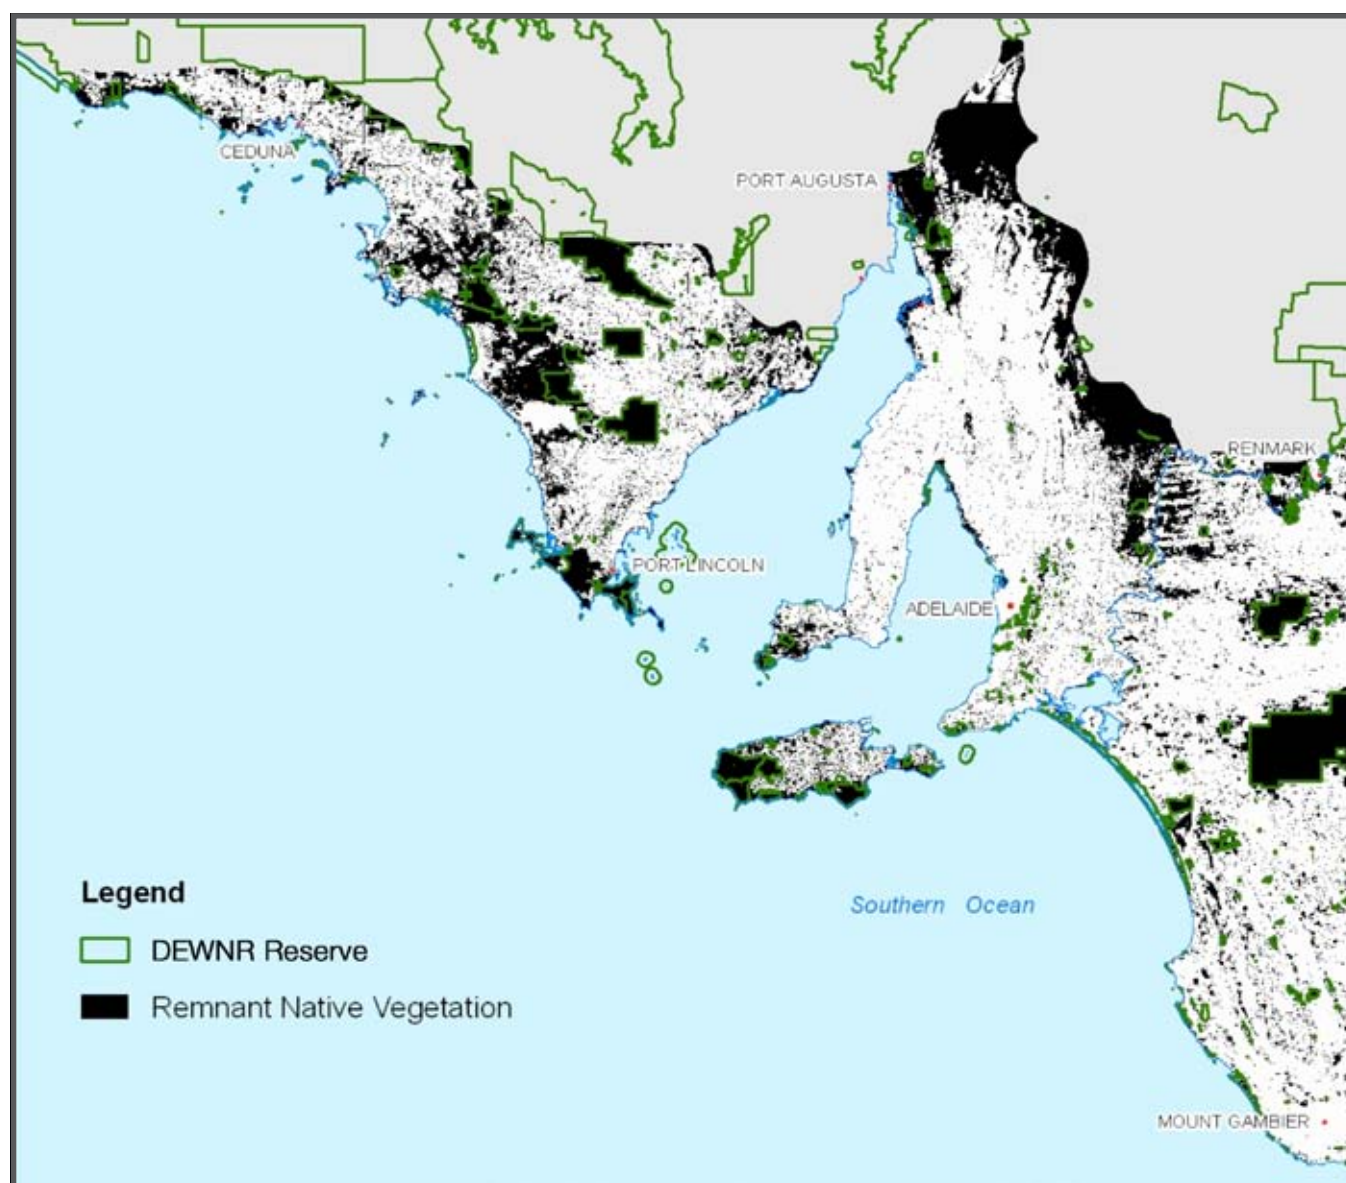 CEDUNA
PORT AUGUSTA
RENMARK
PORT LINCOLN
ADELAIDE
Legend
Southern Ocean
DEWNR Reserve
Remnant Native Vegetation
MOUNT GAMBIER